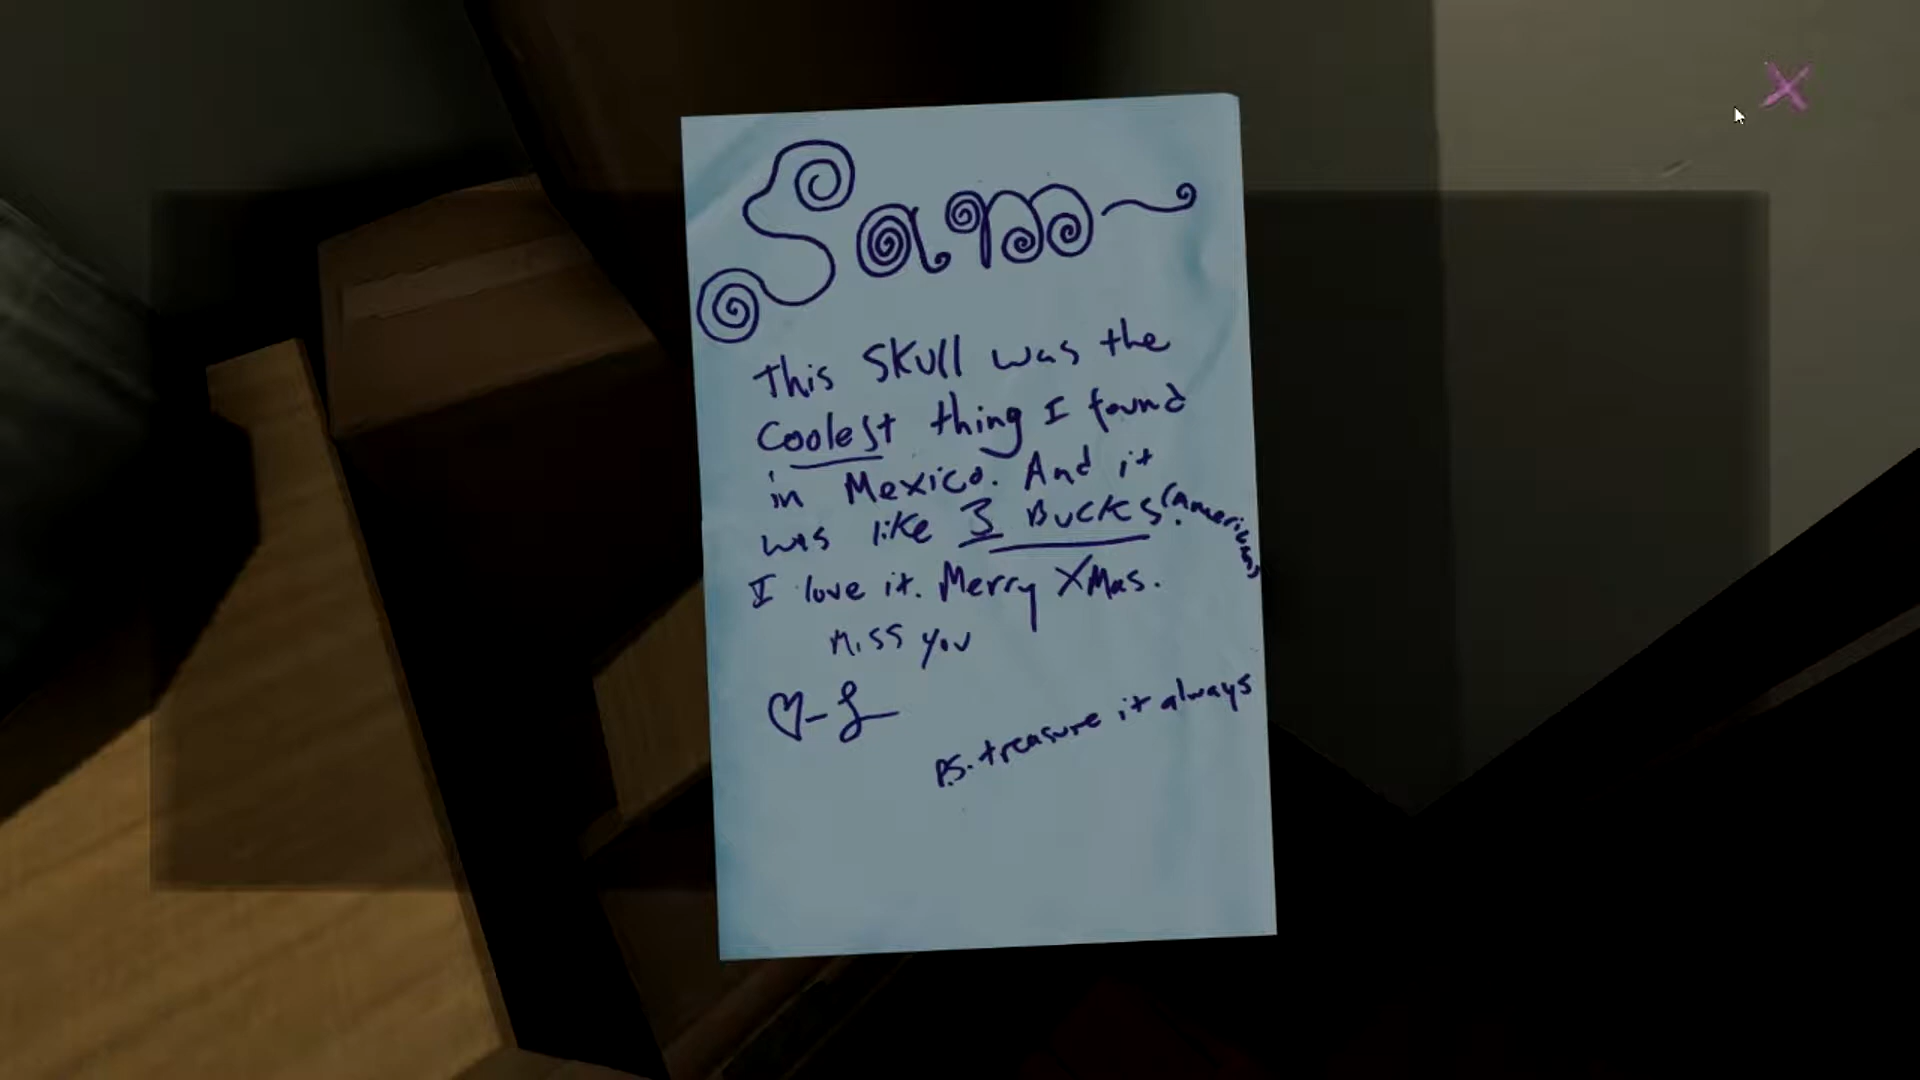 Sam~
This SKull was the
coolest thing I found
in Mexico. And it
was like 3 BUCKS. (American)
I love it. Merry XMas.
Miss you
♡-L
P.S. treasure it always